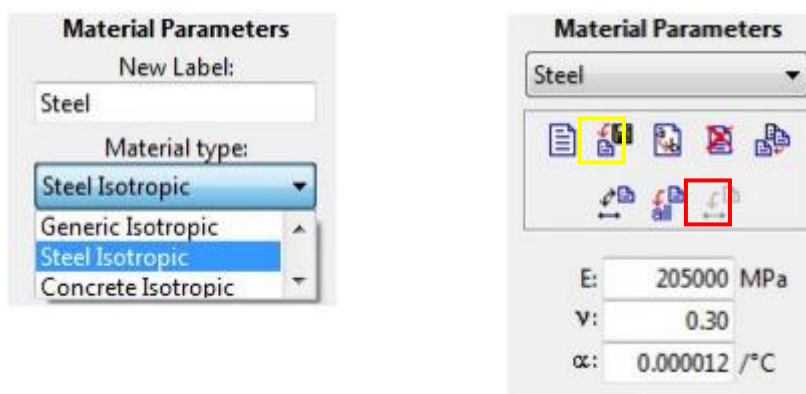 Material Parameters
New Label:
Steel
Material type:
Steel Isotropic
Generic Isotropic
Steel Isotropic
Concrete Isotropic
Material Parameters
Steel
all
E: 205000 MPa
ν: 0.30
α: 0.000012 /°C